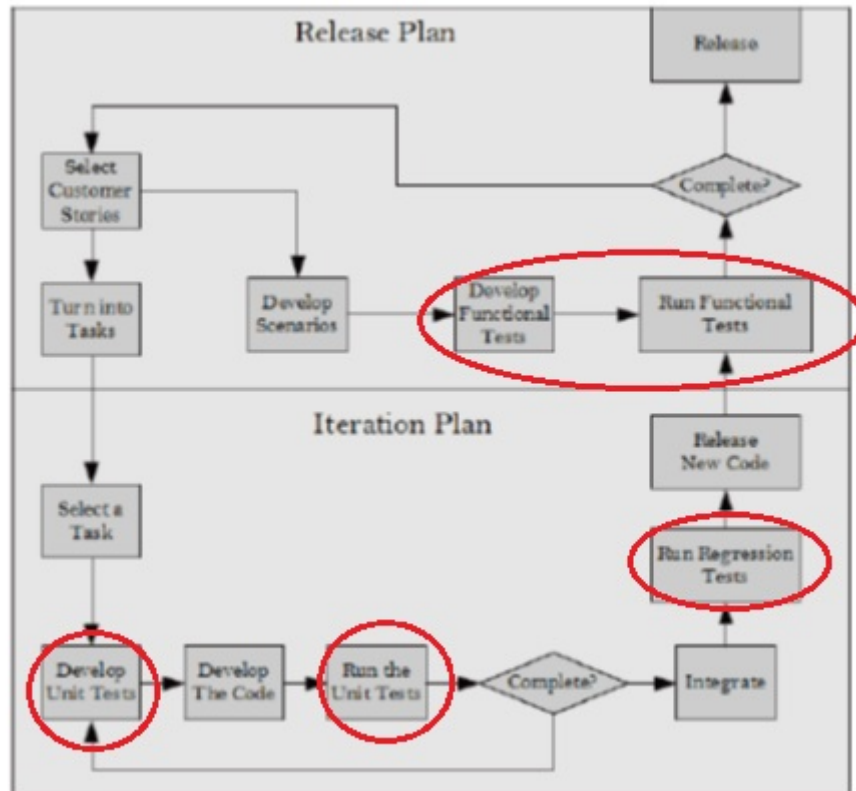 Release Plan
Release
Select
Customer
Stories
Complete?
Turn into
Tasks
Develop
Scenarios
Develop
Functional
Tests
Run Functional
Tests
Iteration Plan
Release
New Code
Select a
Task
Run Regression
Tests
Develop
Unit Tests
Develop
The Code
Run the
Unit Tests
Complete?
Integrate